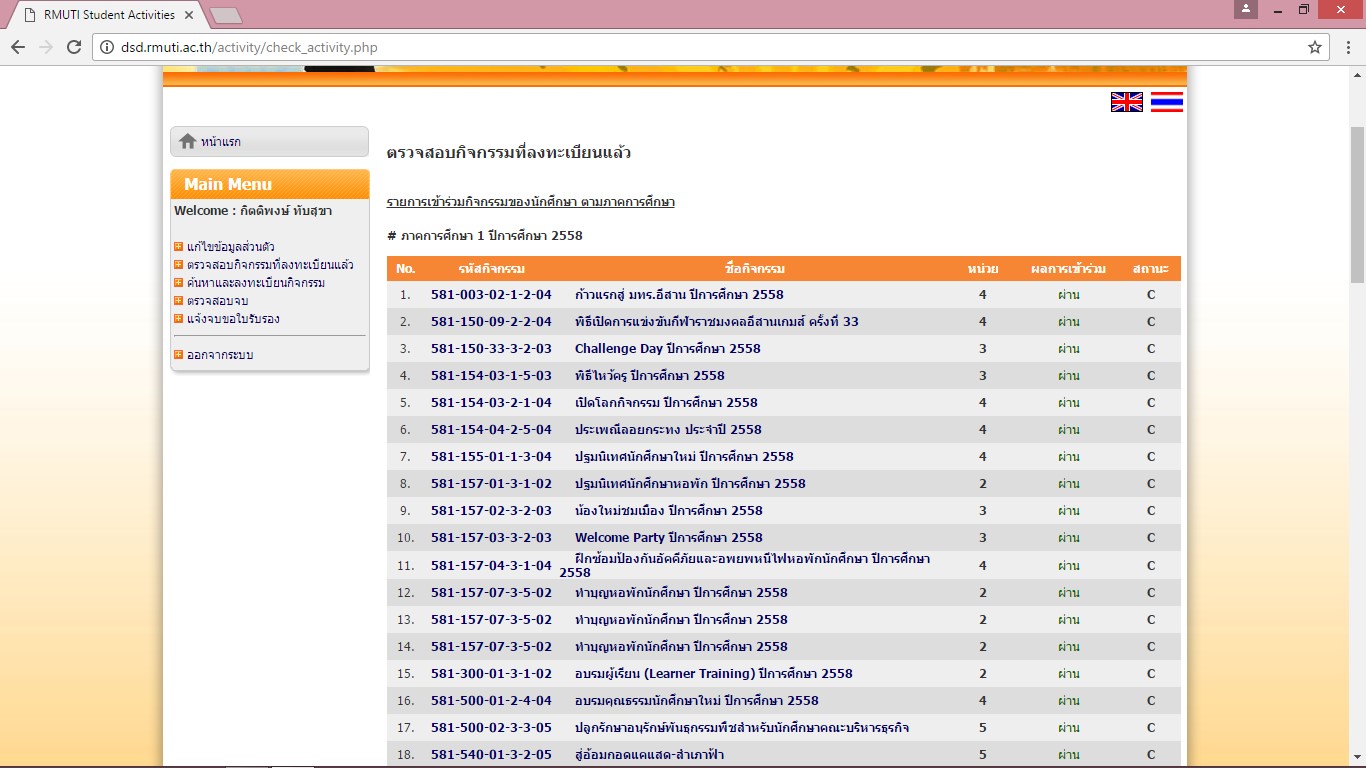 RMUTI Student Activities
dsd.rmuti.ac.th/activity/check_activity.php
หน้าแรก
Main Menu
Welcome : กิตติพงษ์ ทับสุขา
แก้ไขข้อมูลส่วนตัว
ตรวจสอบกิจกรรมที่ลงทะเบียนแล้ว
ค้นหาและลงทะเบียนกิจกรรม
ตรวจสอบจบ
แจ้งจบขอใบรับรอง
ออกจากระบบ
ตรวจสอบกิจกรรมที่ลงทะเบียนแล้ว
รายการเข้าร่วมกิจกรรมของนักศึกษา ตามภาคการศึกษา
# ภาคการศึกษา 1 ปีการศึกษา 2558
No. รหัสกิจกรรม ชื่อกิจกรรม หน่วย ผลการเข้าร่วม สถานะ
1. 581-003-02-1-2-04 ก้าวแรกสู่ มทร.อีสาน ปีการศึกษา 2558 4 ผ่าน C
2. 581-150-09-2-2-04 พิธีเปิดการแข่งขันกีฬาราชมงคลอีสานเกมส์ ครั้งที่ 33 4 ผ่าน C
3. 581-150-33-3-2-03 Challenge Day ปีการศึกษา 2558 3 ผ่าน C
4. 581-154-03-1-5-03 พิธีไหว้ครู ปีการศึกษา 2558 3 ผ่าน C
5. 581-154-03-2-1-04 เปิดโลกกิจกรรม ปีการศึกษา 2558 4 ผ่าน C
6. 581-154-04-2-5-04 ประเพณีลอยกระทง ประจำปี 2558 4 ผ่าน C
7. 581-155-01-1-3-04 ปฐมนิเทศนักศึกษาใหม่ ปีการศึกษา 2558 4 ผ่าน C
8. 581-157-01-3-1-02 ปฐมนิเทศนักศึกษาหอพัก ปีการศึกษา 2558 2 ผ่าน C
9. 581-157-02-3-2-03 น้องใหม่ชมเมือง ปีการศึกษา 2558 3 ผ่าน C
10. 581-157-03-3-2-03 Welcome Party ปีการศึกษา 2558 3 ผ่าน C
11. 581-157-04-3-1-04 ฝึกซ้อมป้องกันอัคคีภัยและอพยพหนีไฟหอพักนักศึกษา ปีการศึกษา 4 ผ่าน C
2558
12. 581-157-07-3-5-02 ทำบุญหอพักนักศึกษา ปีการศึกษา 2558 2 ผ่าน C
13. 581-157-07-3-5-02 ทำบุญหอพักนักศึกษา ปีการศึกษา 2558 2 ผ่าน C
14. 581-157-07-3-5-02 ทำบุญหอพักนักศึกษา ปีการศึกษา 2558 2 ผ่าน C
15. 581-300-01-3-1-02 อบรมผู้เรียน (Learner Training) ปีการศึกษา 2558 2 ผ่าน C
16. 581-500-01-2-4-04 อบรมคุณธรรมนักศึกษาใหม่ ปีการศึกษา 2558 4 ผ่าน C
17. 581-500-02-3-3-05 ปลูกรักษาอนุรักษ์พันธุกรรมพืชสำหรับนักศึกษาคณะบริหารธุรกิจ 5 ผ่าน C
18. 581-540-01-3-2-05 สู่อ้อมกอดแคแสด-สำเภาฟ้า 5 ผ่าน C